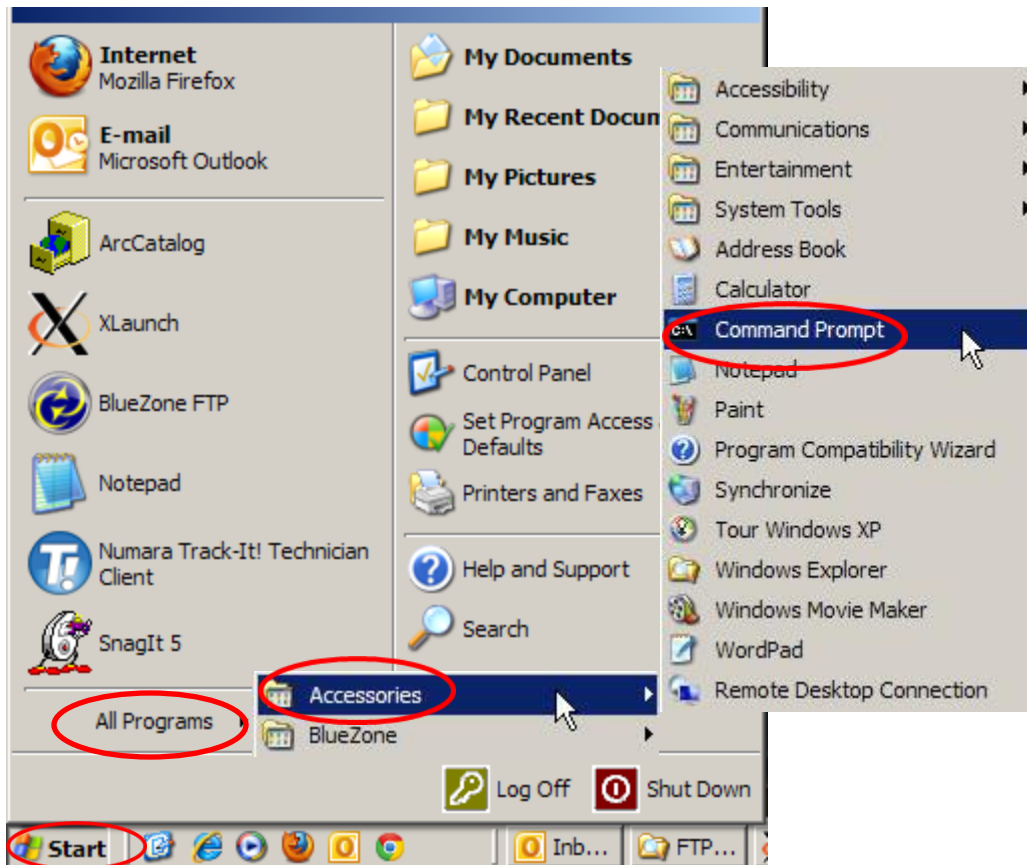 Internet
Mozilla Firefox
E-mail
Microsoft Outlook
ArcCatalog
XLaunch
BlueZone FTP
Notepad
Numara Track-It! Technician
Client
SnagIt 5
All Programs
My Documents
My Recent Docum
My Pictures
My Music
My Computer
Control Panel
Set Program Access
Defaults
Printers and Faxes
Help and Support
Search
Accessories
BlueZone
Accessibility
Communications
Entertainment
System Tools
Address Book
Calculator
C:\
Command Prompt
Notepad
Paint
Program Compatibility Wizard
Synchronize
Tour Windows XP
Windows Explorer
Windows Movie Maker
WordPad
Remote Desktop Connection
Log Off
Shut Down
Start
Inb...
FTP...